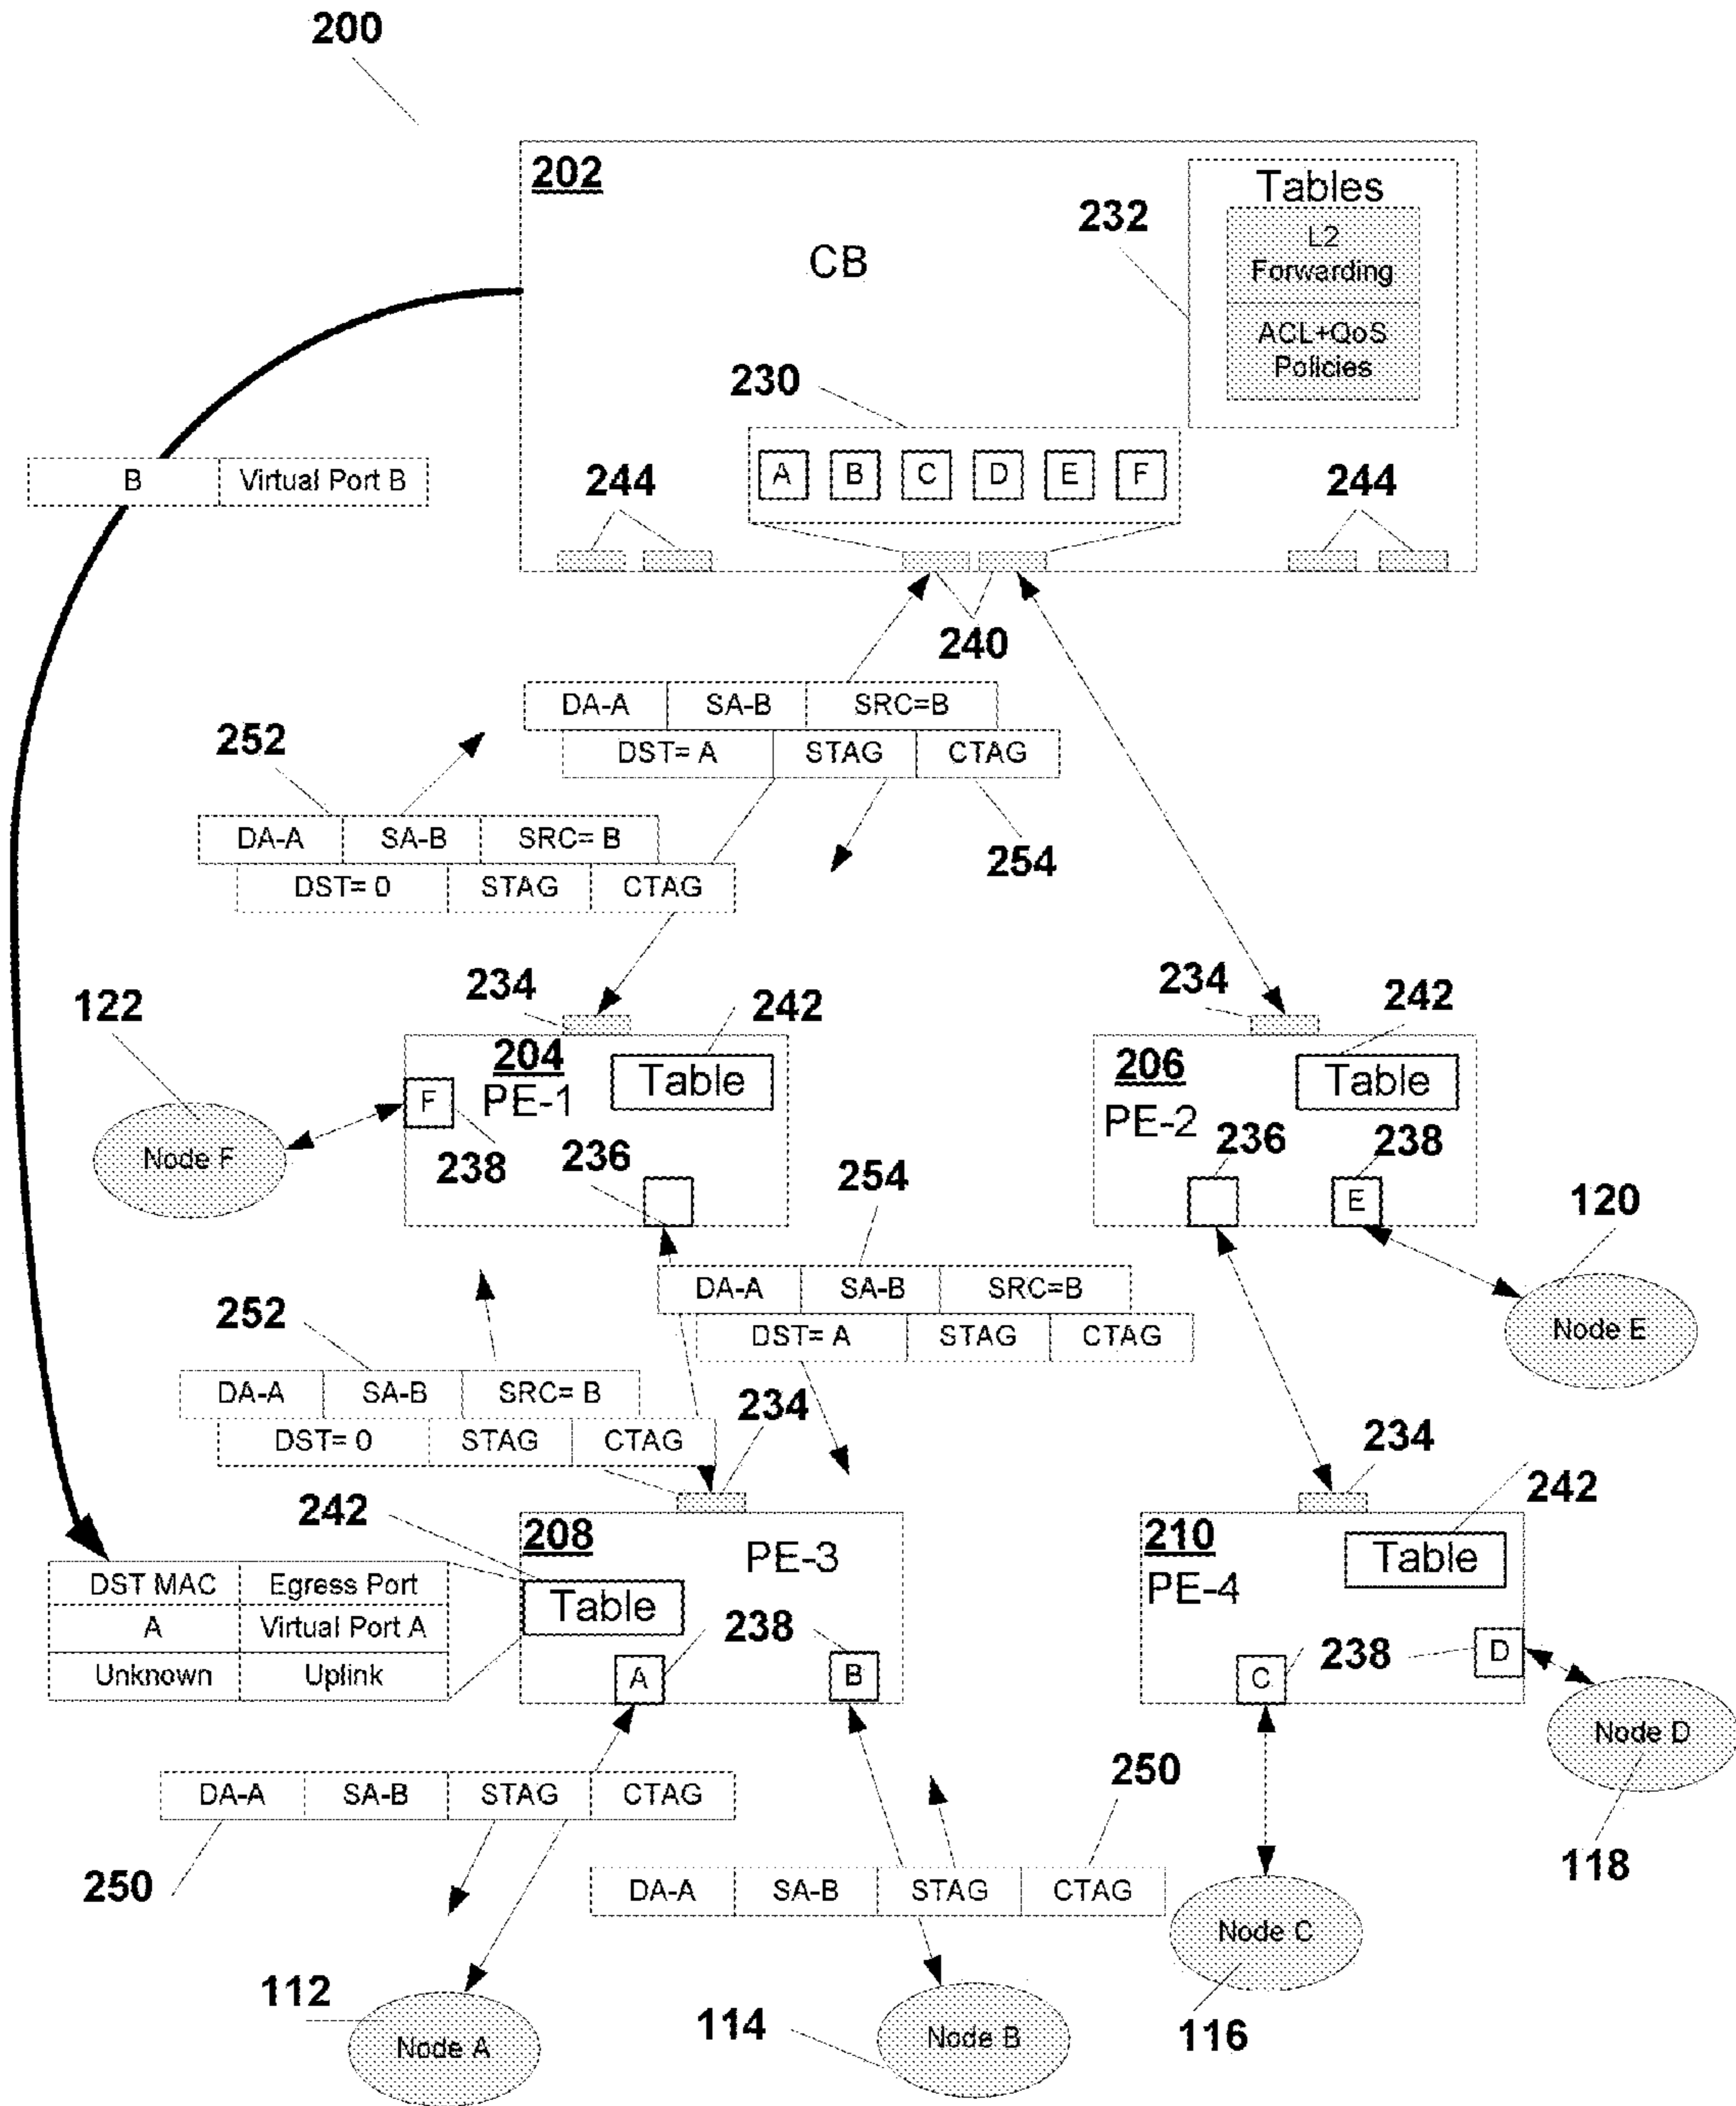 200
202
Tables
232
L2
Forwarding
CB
ACL+QoS
Policies
230
B Virtual Port B
A B C D E F
244
244
240
DA-A SA-B SRC=B
252
DST= A STAG CTAG
DA-A SA-B SRC= B
254
DST= 0 STAG CTAG
234
234
122
242
242
204
206
Table
Table
F
PE-1
PE-2
Node F
238
236
254
236
238
E
120
DA-A SA-B SRC=B
252
DST= A STAG CTAG
Node E
DA-A SA-B SRC= B
234
DST= 0 STAG CTAG
234
242
242
208
210
PE-3
Table
DST MAC Egress Port
PE-4
A Virtual Port A
Table
238
238
D
Unknown Uplink
A
B
C
Node D
250
DA-A SA-B STAG CTAG
118
250
DA-A SA-B STAG CTAG
Node C
112
114
116
Node A
Node B